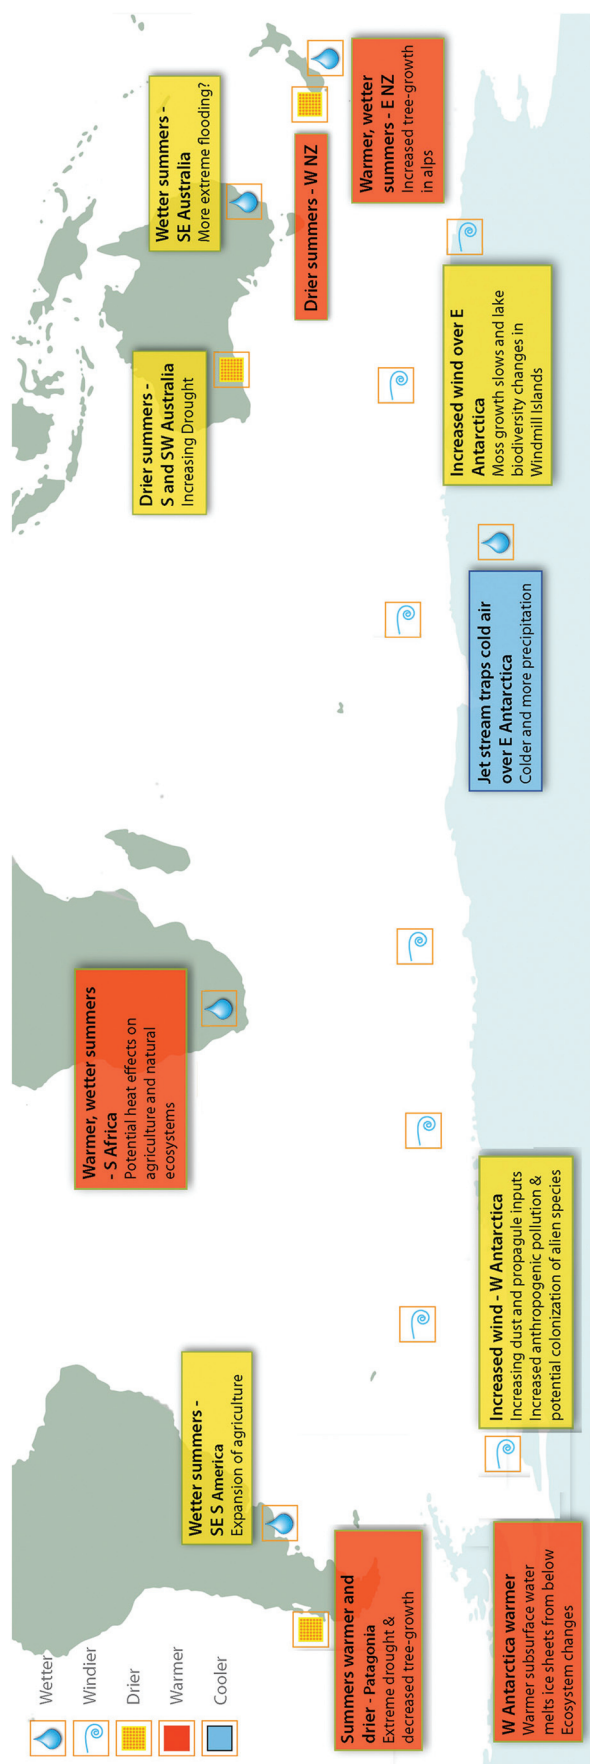 Wetter
Windier
Drier
Warmer
Cooler
Wetter summers -
SE S America
Expansion of agriculture
Summers warmer and
drier - Patagonia
Extreme drought &
decreased tree-growth
W Antarctica warmer
Warmer subsurface water
melts ice sheets from below
Ecosystem changes
Increased wind - W Antarctica
Increasing dust and propagule inputs
Increased anthropogenic pollution &
potential colonization of alien species
Warmer, wetter summers
- S Africa
Potential heat effects on
agriculture and natural
ecosystems
Jet stream traps cold air
over E Antarctica
Colder and more precipitation
Drier summers -
S and SW Australia
Increasing Drought
Wetter summers -
SE Australia
More extreme flooding?
Drier summers - W NZ
Warmer, wetter
summers - E NZ
Increased tree-growth
in alps
Increased wind over E
Antarctica
Moss growth slows and lake
biodiversity changes in
Windmill Islands